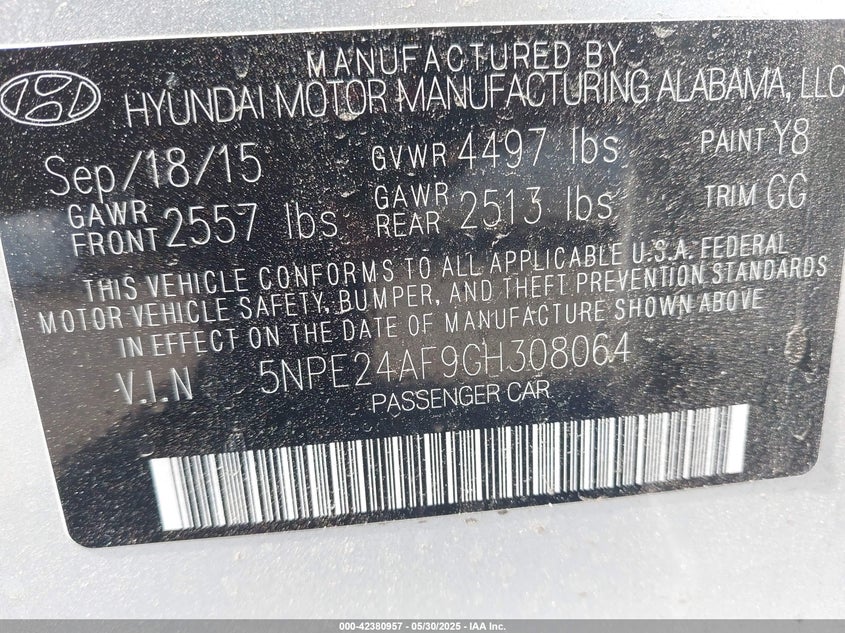 MANUFACTURED BY
HYUNDAI MOTOR MANUFACTURING ALABAMA, LLC
Sep/18/15 GVWR 4497 lbs PAINT Y8
GAWR FRONT 2557 lbs GAWR REAR 2513 lbs TRIM GG
THIS VEHICLE CONFORMS TO ALL APPLICABLE U.S.A. FEDERAL
MOTOR VEHICLE SAFETY, BUMPER, AND THEFT PREVENTION STANDARDS
IN EFFECT ON THE DATE OF MANUFACTURE SHOWN ABOVE
V.I.N 5NPE24AF9GH308064
PASSENGER CAR
000-42380957 - 05/30/2025 - IAA Inc.